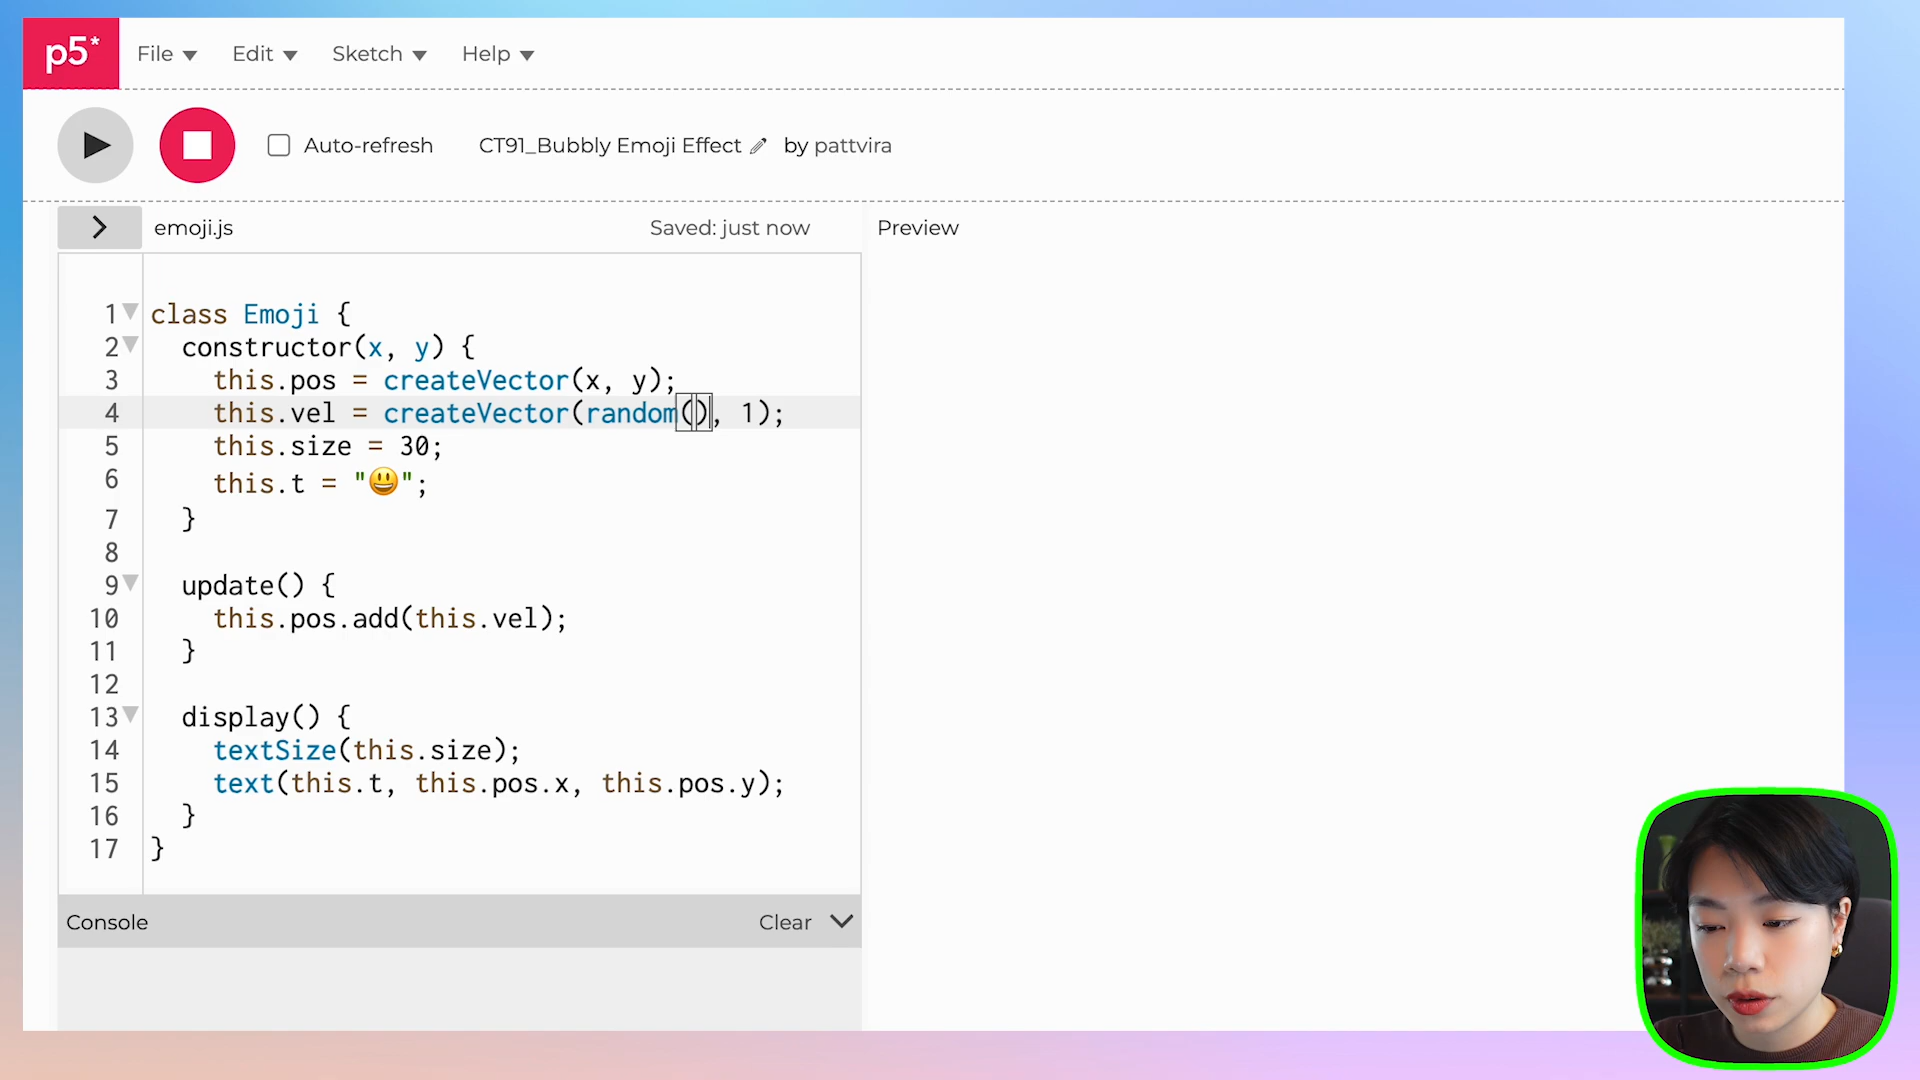 p5* File Edit Sketch Help
Auto-refresh CT91_Bubbly Emoji Effect by pattvira
emoji.js Saved: just now Preview
1 class Emoji {
2 constructor(x, y) {
3 this.pos = createVector(x, y);
4 this.vel = createVector(random(), 1);
5 this.size = 30;
6 this.t = "😃";
7 }
8
9 update() {
10 this.pos.add(this.vel);
11 }
12
13 display() {
14 textSize(this.size);
15 text(this.t, this.pos.x, this.pos.y);
16 }
17 }
Console Clear